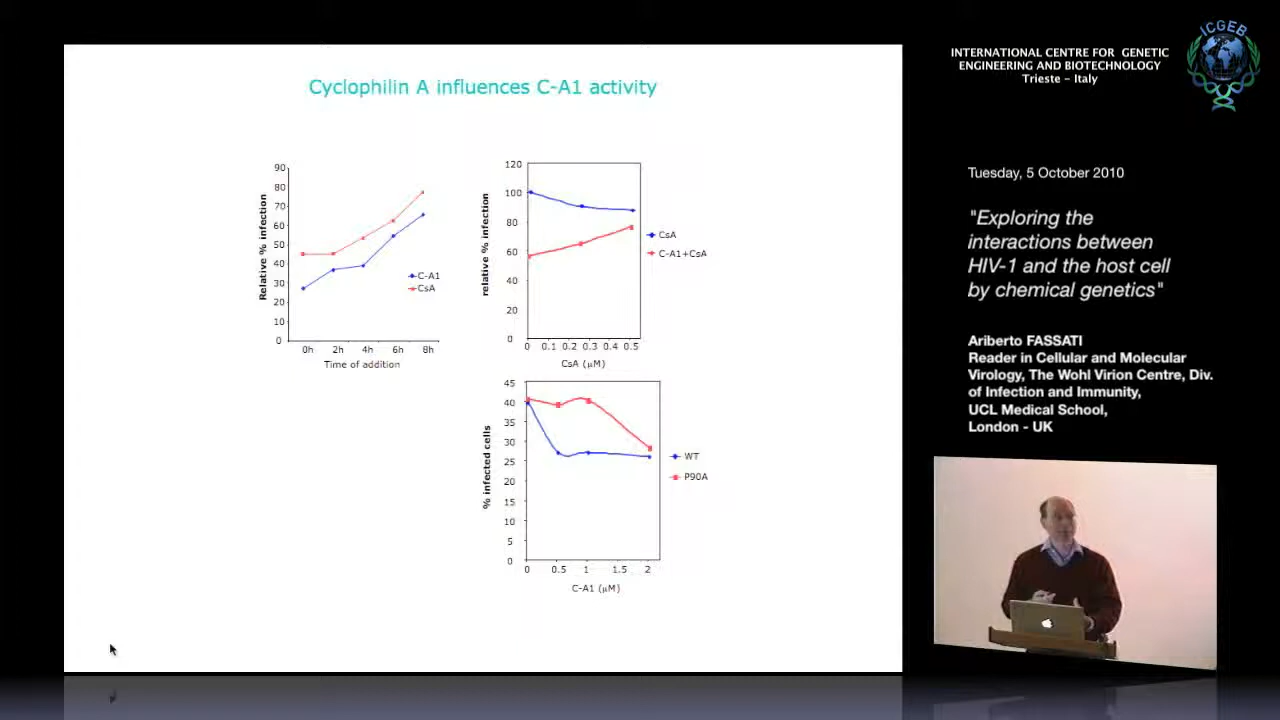 Cyclophilin A influences C-A1 activity
Relative % infection
90
80
70
60
50
40
30
20
10
0
0h 2h 4h 6h 8h
Time of addition
C-A1
CsA
relative % infection
120
100
80
60
40
20
0
0 0.1 0.2 0.3 0.4 0.5
CsA (µM)
CsA
C-A1+CsA
% infected cells
45
40
35
30
25
20
15
10
5
0
0 0.5 1 1.5 2
C-A1 (µM)
WT
P90A
INTERNATIONAL CENTRE FOR GENETIC
ENGINEERING AND BIOTECHNOLOGY
Trieste – Italy
ICGEB
Tuesday, 5 October 2010
"Exploring the
interactions between
HIV-1 and the host cell
by chemical genetics"
Ariberto FASSATI
Reader in Cellular and Molecular
Virology, The Wohl Virion Centre, Div.
of Infection and Immunity,
UCL Medical School,
London - UK